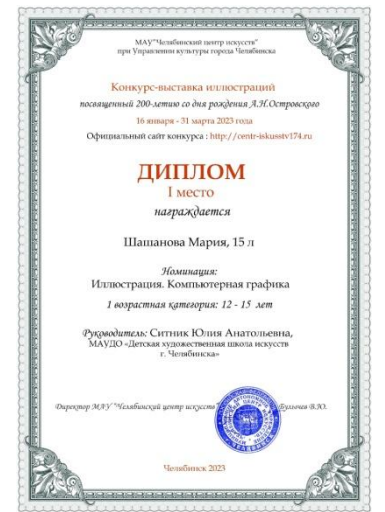 МАУ"Челябинский центр искусств"
при Управлении культуры города Челябинска
Конкурс-выставка иллюстраций
посвященный 200-летию со дня рождения А.Н.Островского
16 января - 31 марта 2023 года
Официальный сайт конкурса : http://centr-iskusstv174.ru
ДИПЛОМ
I место
награждается
Шашанова Мария, 15 л
Номинация:
Иллюстрация. Компьютерная графика
1 возрастная категория: 12 - 15 лет
Руководитель: Ситник Юлия Анатольевна,
МАУДО «Детская художественная школа искусств
г. Челябинска»
Директор МАУ "Челябинский центр искусств В.Ю.
Челябинск 2023